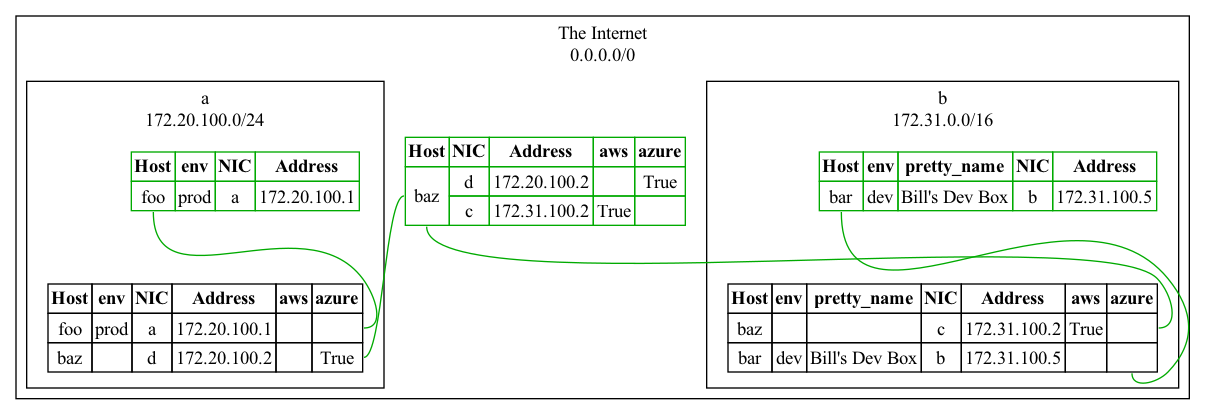 The Internet
0.0.0.0/0
a
172.20.100.0/24
Host env NIC Address
foo prod a 172.20.100.1
Host env NIC Address aws azure
foo prod a 172.20.100.1
baz d 172.20.100.2 True
Host NIC Address aws azure
baz d 172.20.100.2 True
c 172.31.100.2 True
b
172.31.0.0/16
Host env pretty_name NIC Address
bar dev Bill's Dev Box b 172.31.100.5
Host env pretty_name NIC Address aws azure
baz c 172.31.100.2 True
bar dev Bill's Dev Box b 172.31.100.5